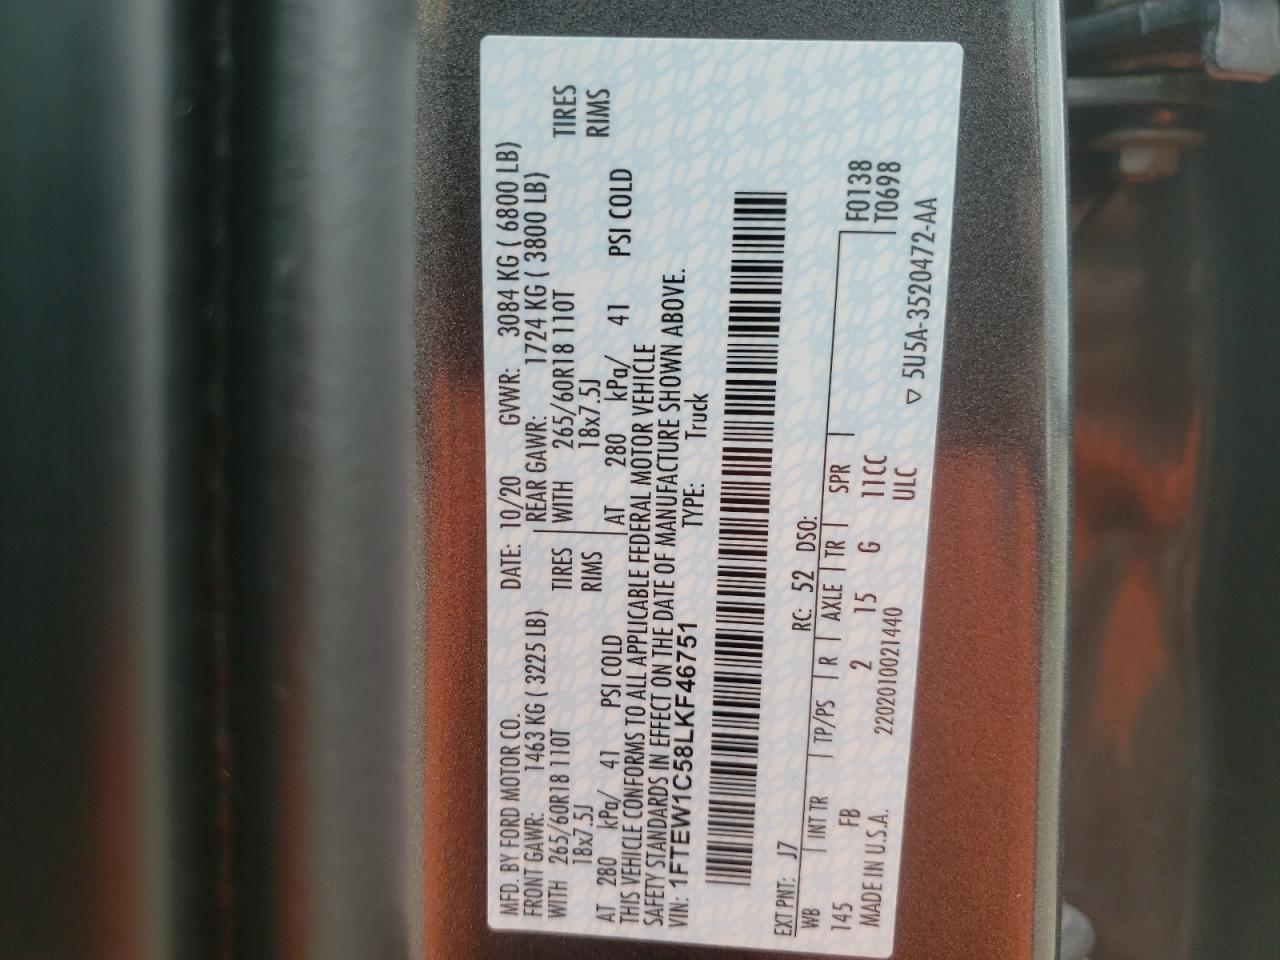 MFD. BY FORD MOTOR CO. DATE: 10/20 GVWR: 3084 KG ( 6800 LB)
FRONT GAWR: 1463 KG ( 3225 LB) REAR GAWR: 1724 KG ( 3800 LB)
WITH 265/60R18 110T TIRES WITH 265/60R18 110T TIRES
18x7.5J RIMS 18x7.5J RIMS
AT 280 kPa/ 41 PSI COLD AT 280 kPa/ 41 PSI COLD
THIS VEHICLE CONFORMS TO ALL APPLICABLE FEDERAL MOTOR VEHICLE
SAFETY STANDARDS IN EFFECT ON THE DATE OF MANUFACTURE SHOWN ABOVE.
VIN: 1FTEW1C58LKF46751 TYPE: Truck
EXT PNT: J7 RC: 52 DSO:
WB INT TR TP/PS R AXLE TR SPR F0138
145 FB 2 15 G 11CC T0698
MADE IN U.S.A. 2202010021440 ULC
▽ 5U5A-3520472-AA